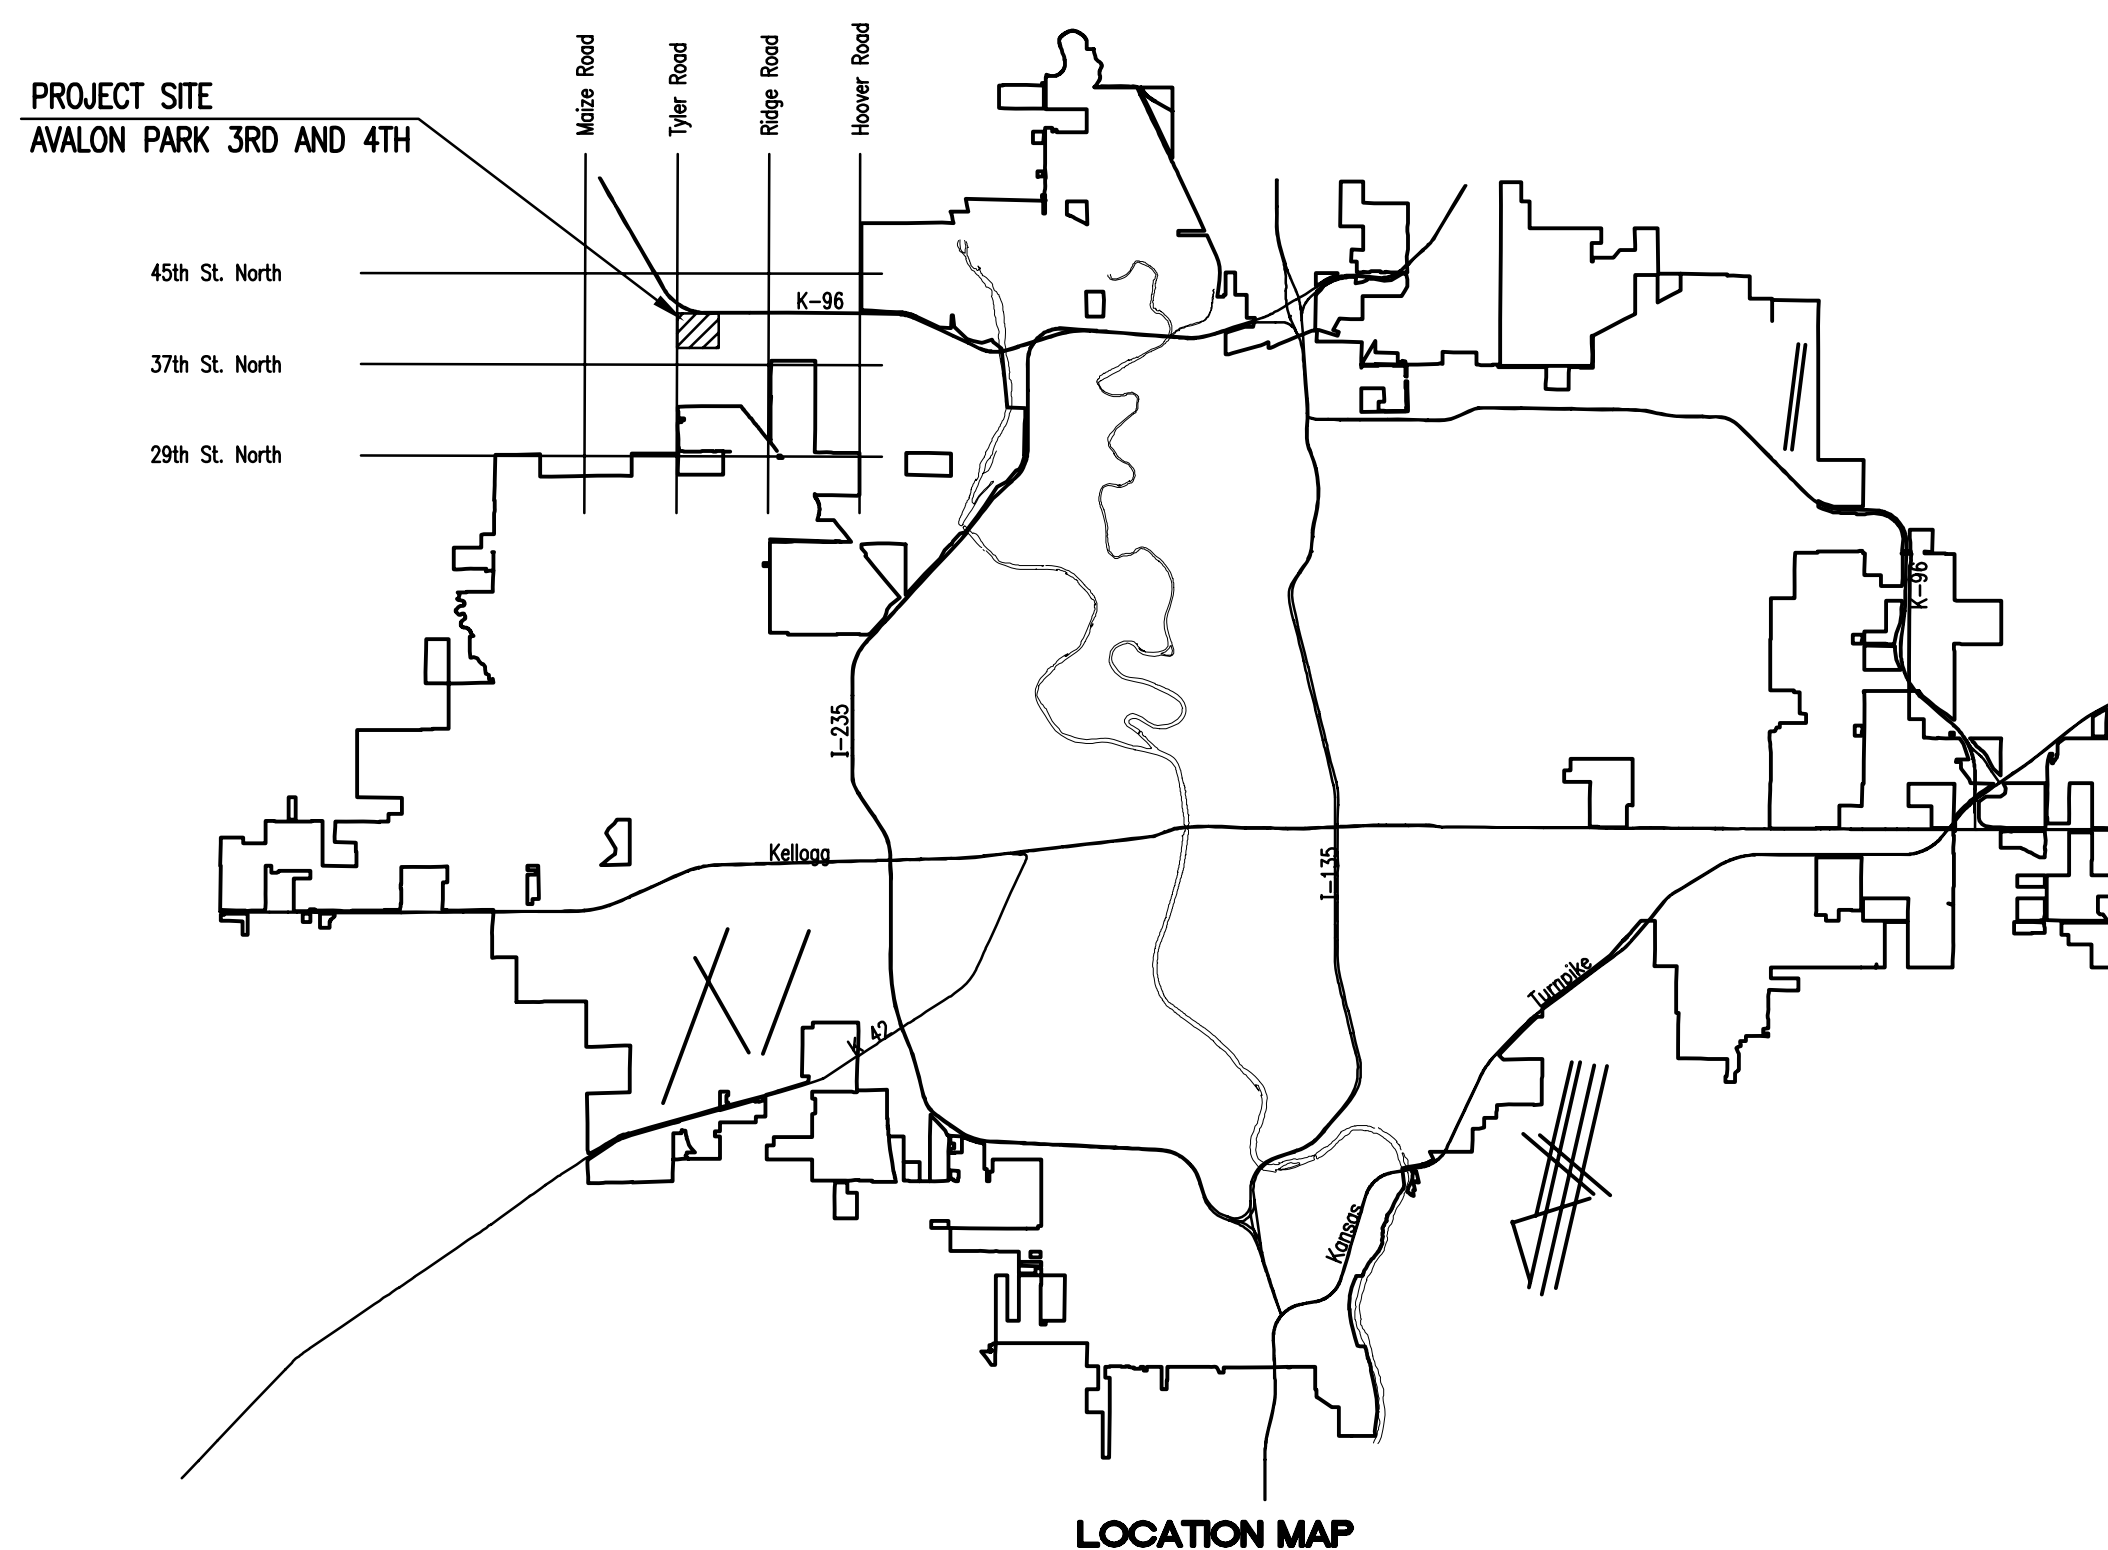 Maize Road
Tyler Road
Ridge Road
Hoover Road
PROJECT SITE
AVALON PARK 3RD AND 4TH
45th St. North
K-96
37th St. North
29th St. North
K-96
I-235
Kellogg
I-135
Turnpike
K 42
Kansas
LOCATION MAP